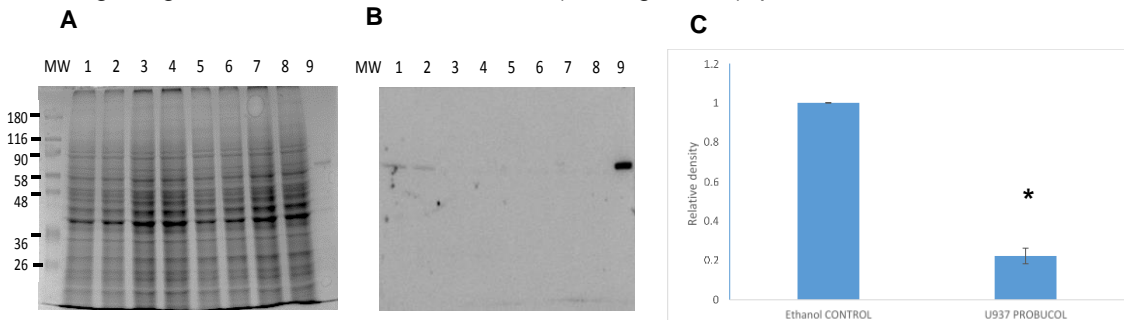 A
B
C
MW 1 2 3 4 5 6 7 8 9
180
116
90
58
48
36
26
MW 1 2 3 4 5 6 7 8 9
1.2
1
0.8
0.6
0.4
0.2
0
Relative density
*
Ethanol CONTROL
U937 PROBUCOL